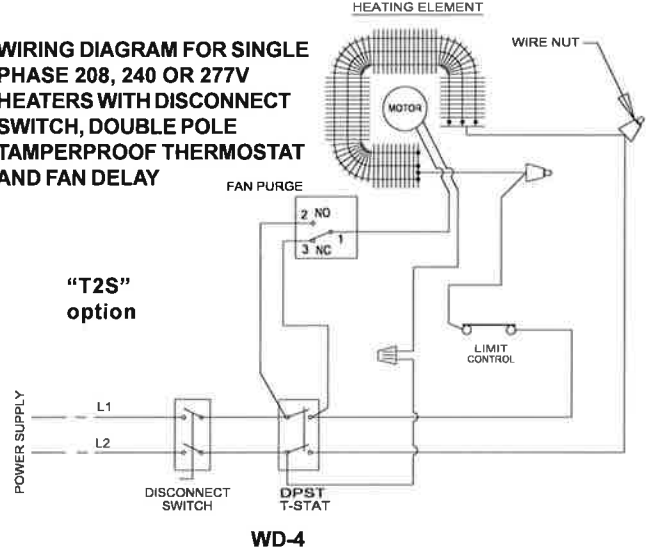 HEATING ELEMENT
WIRE NUT
WIRING DIAGRAM FOR SINGLE
PHASE 208, 240 OR 277V
HEATERS WITH DISCONNECT
SWITCH, DOUBLE POLE
TAMPERPROOF THERMOSTAT
AND FAN DELAY
MOTOR
FAN PURGE
2 NO
1
3 NC
"T2S"
option
LIMIT
CONTROL
POWER SUPPLY
L1
L2
DISCONNECT
SWITCH
DPST
T-STAT
WD-4